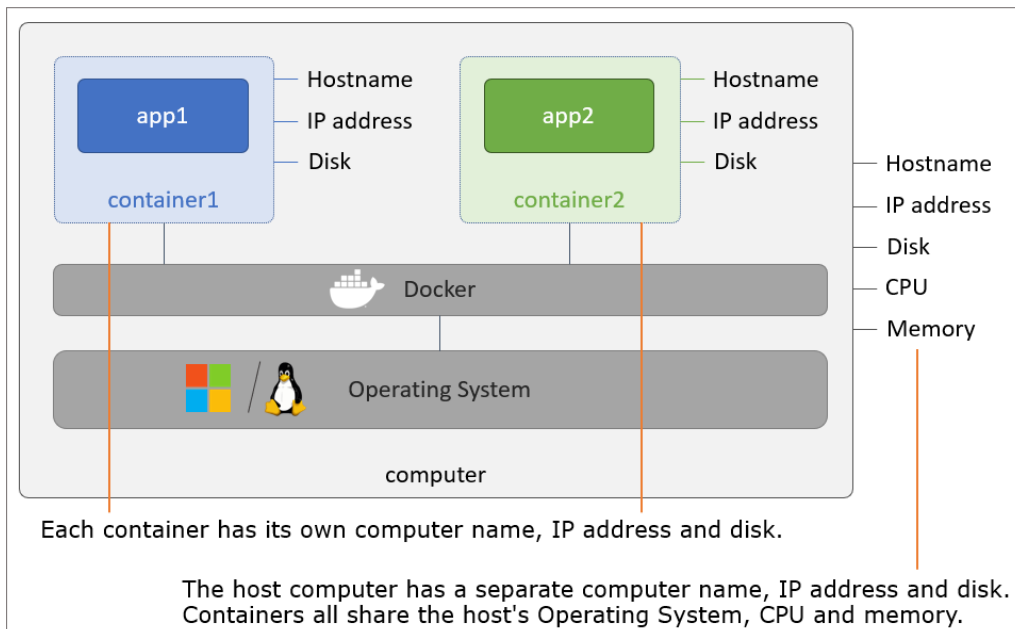 app1
container1
Hostname
IP address
Disk
app2
container2
Hostname
IP address
Disk
Hostname
IP address
Disk
CPU
Memory
Docker
Operating System
computer
Each container has its own computer name, IP address and disk.
The host computer has a separate computer name, IP address and disk.
Containers all share the host's Operating System, CPU and memory.